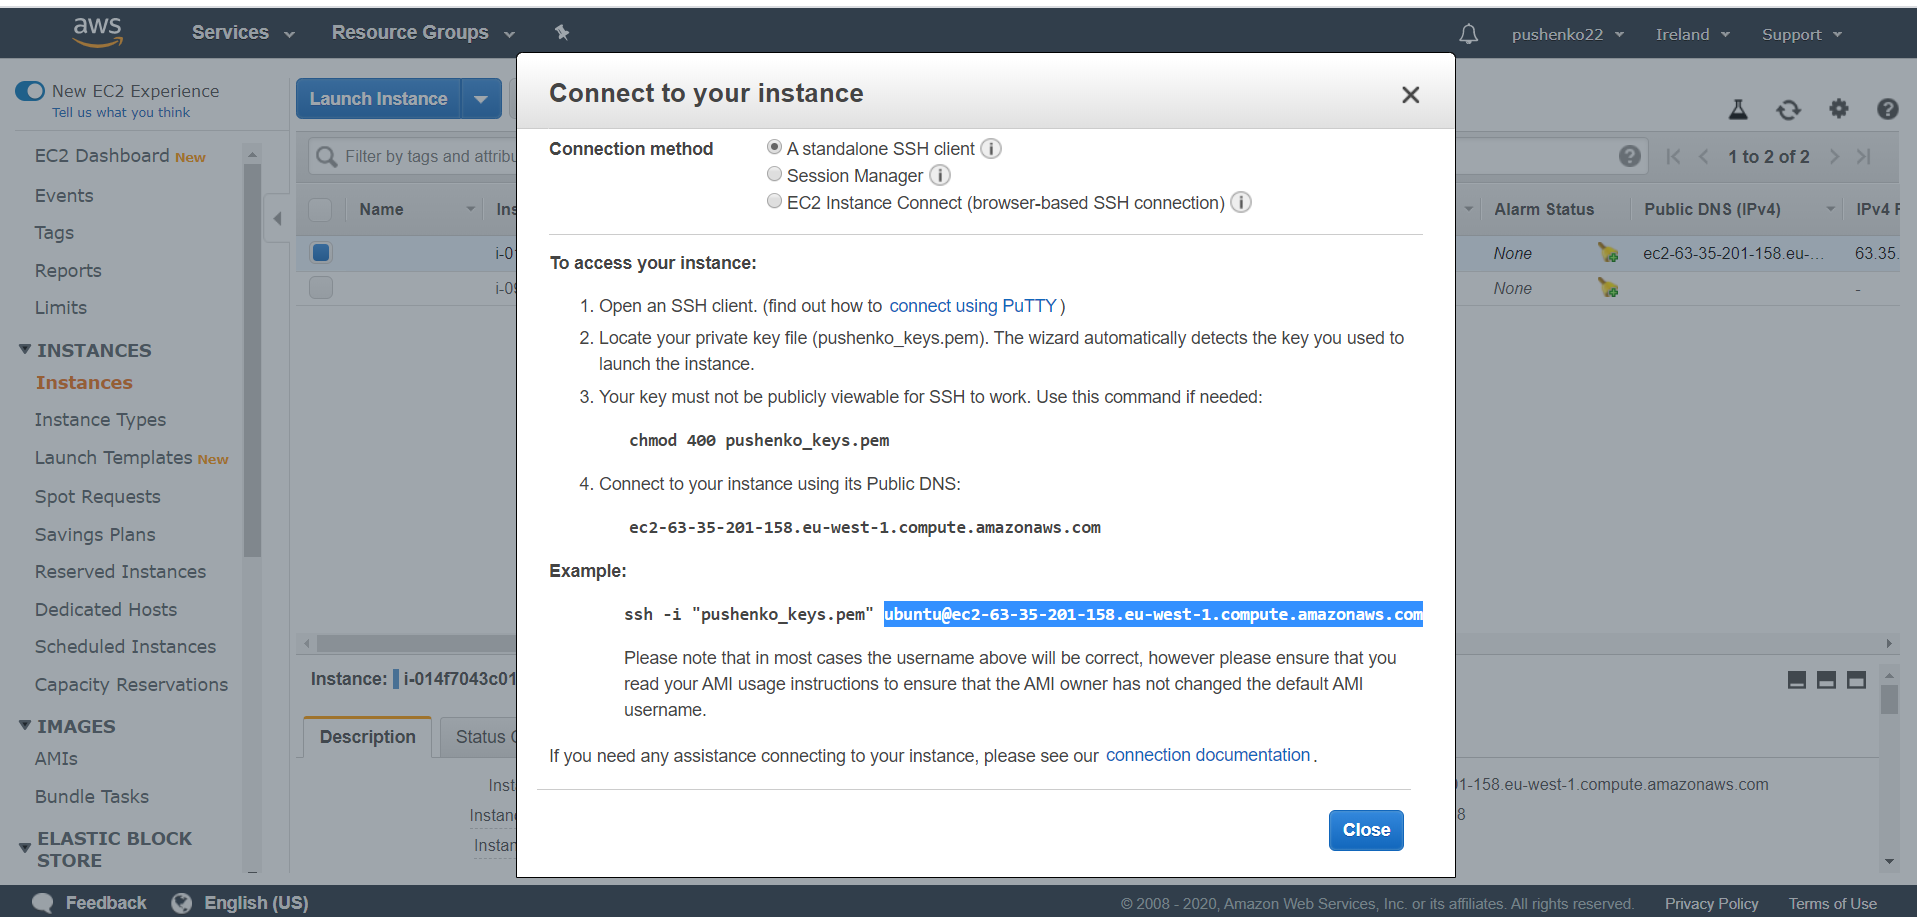 aws
Services
Resource Groups
pushenko22
Ireland
Support
New EC2 Experience
Tell us what you think
EC2 Dashboard New
Events
Tags
Reports
Limits
INSTANCES
Instances
Instance Types
Launch Templates New
Spot Requests
Savings Plans
Reserved Instances
Dedicated Hosts
Scheduled Instances
Capacity Reservations
IMAGES
AMIs
Bundle Tasks
ELASTIC BLOCK
STORE
Launch Instance
Filter by tags and attribu
1 to 2 of 2
Name
Ins
Alarm Status
Public DNS (IPv4)
IPv4 P
i-01
None
ec2-63-35-201-158.eu-...
63.35.
i-09
None
-
Instance: i-014f7043c01
Description
Status C
Inst
Instan
Instan
01-158.eu-west-1.compute.amazonaws.com
8
Connect to your instance
Connection method
A standalone SSH client
Session Manager
EC2 Instance Connect (browser-based SSH connection)
To access your instance:
1. Open an SSH client. (find out how to connect using PuTTY )
2. Locate your private key file (pushenko_keys.pem). The wizard automatically detects the key you used to
launch the instance.
3. Your key must not be publicly viewable for SSH to work. Use this command if needed:
chmod 400 pushenko_keys.pem
4. Connect to your instance using its Public DNS:
ec2-63-35-201-158.eu-west-1.compute.amazonaws.com
Example:
ssh -i "pushenko_keys.pem" ubuntu@ec2-63-35-201-158.eu-west-1.compute.amazonaws.com
Please note that in most cases the username above will be correct, however please ensure that you
read your AMI usage instructions to ensure that the AMI owner has not changed the default AMI
username.
If you need any assistance connecting to your instance, please see our connection documentation .
Close
Feedback
English (US)
© 2008 - 2020, Amazon Web Services, Inc. or its affiliates. All rights reserved.
Privacy Policy
Terms of Use